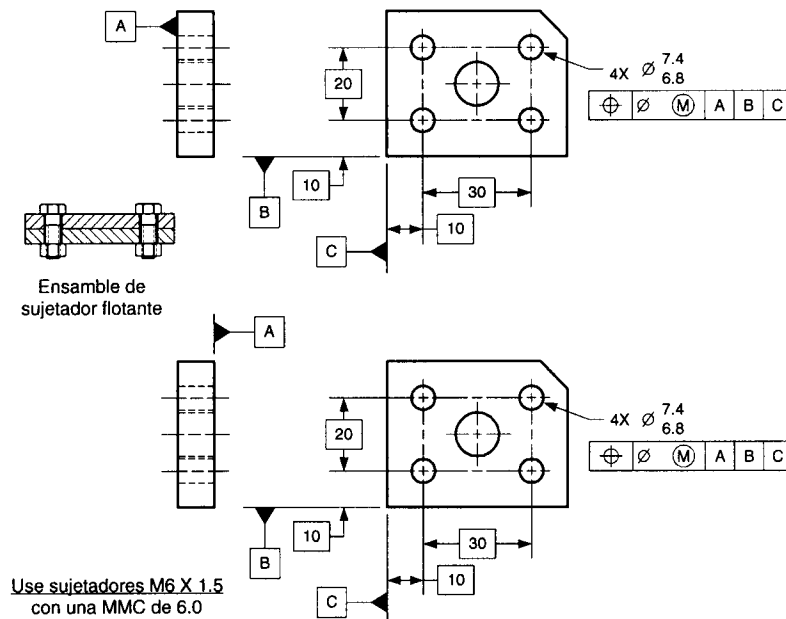 A
20
10
B
C
30
10
4X Ø 7.4
6.8
⌖ Ø Ⓜ A B C
Ensamble de
sujetador flotante
A
20
10
B
C
30
10
4X Ø 7.4
6.8
⌖ Ø Ⓜ A B C
Use sujetadores M6 X 1.5
con una MMC de 6.0